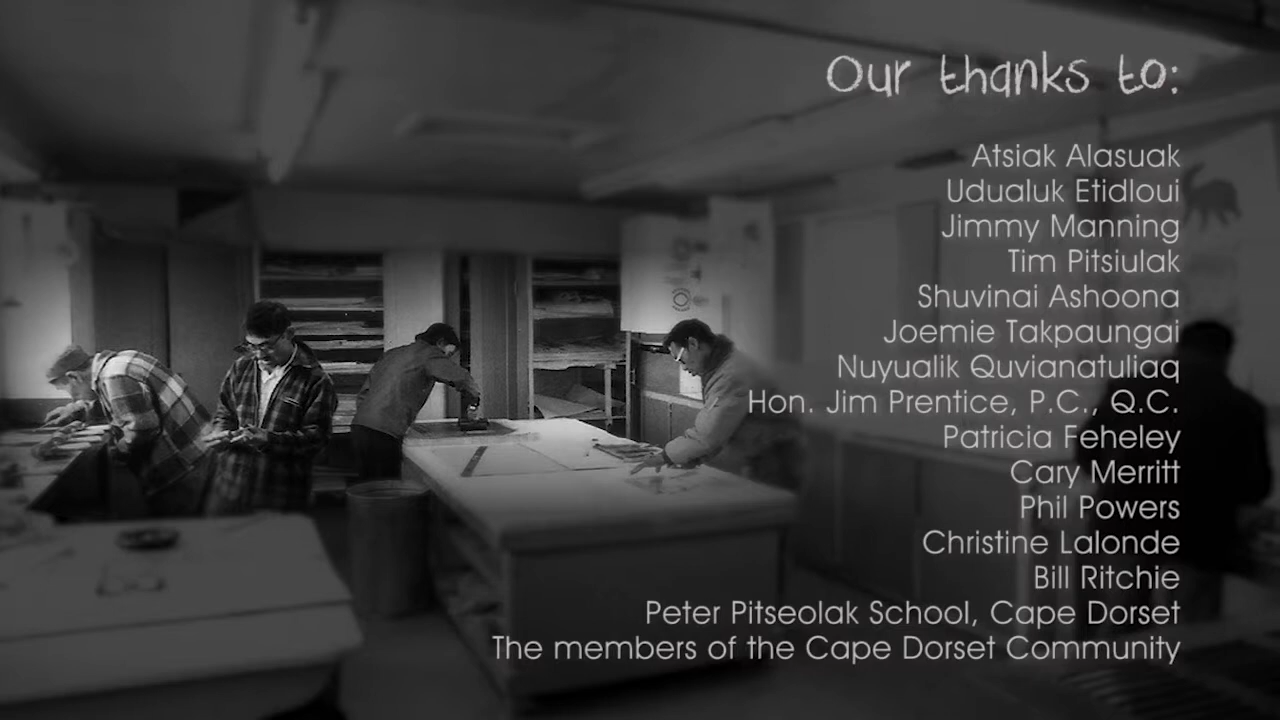 Our thanks to:
Atsiak Alasuak
Udualuk Etidloui
Jimmy Manning
Tim Pitsiulak
Shuvinai Ashoona
Joemie Takpaungai
Nuyualik Quvianatuliaq
Hon. Jim Prentice, P.C., Q.C.
Patricia Feheley
Cary Merritt
Phil Powers
Christine Lalonde
Bill Ritchie
Peter Pitseolak School, Cape Dorset
The members of the Cape Dorset Community